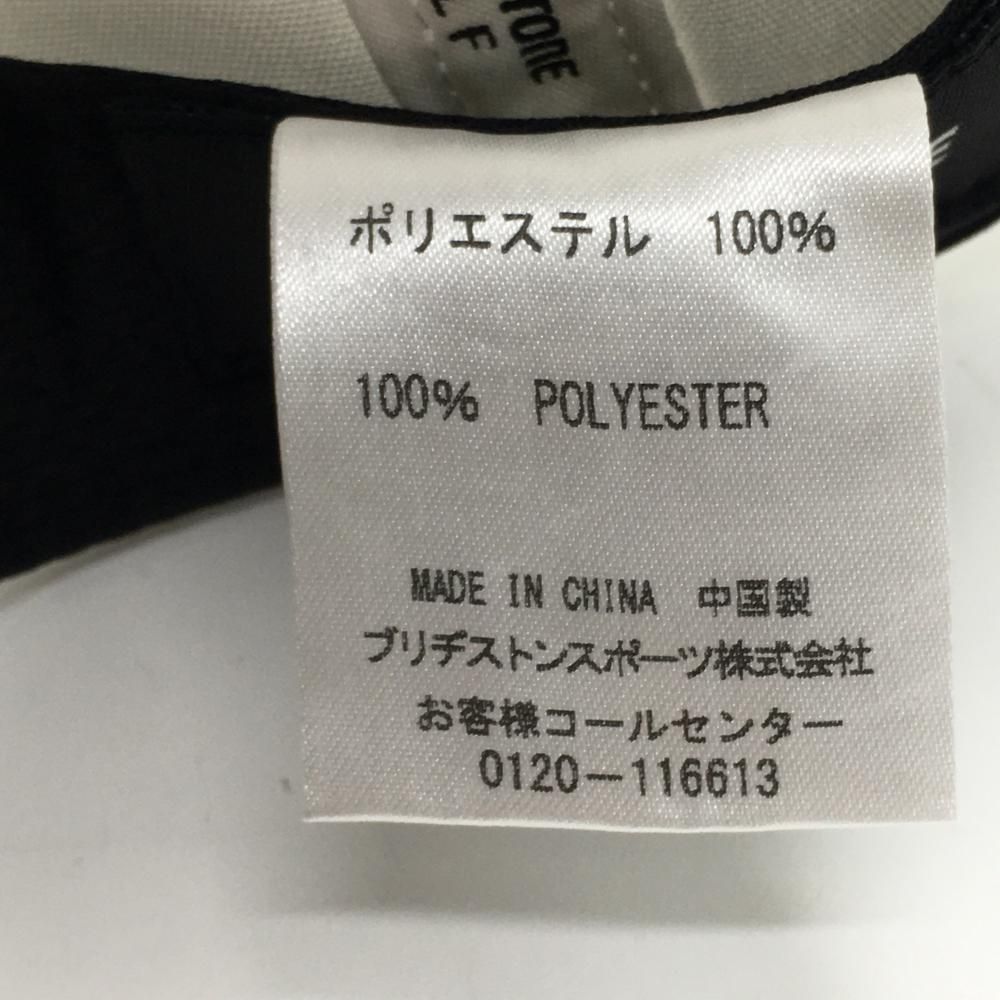 TONE
LF
ポリエステル 100%
100% POLYESTER
MADE IN CHINA 中国製
ブリヂストンスポーツ株式会社
お客様コールセンター
0120-116613